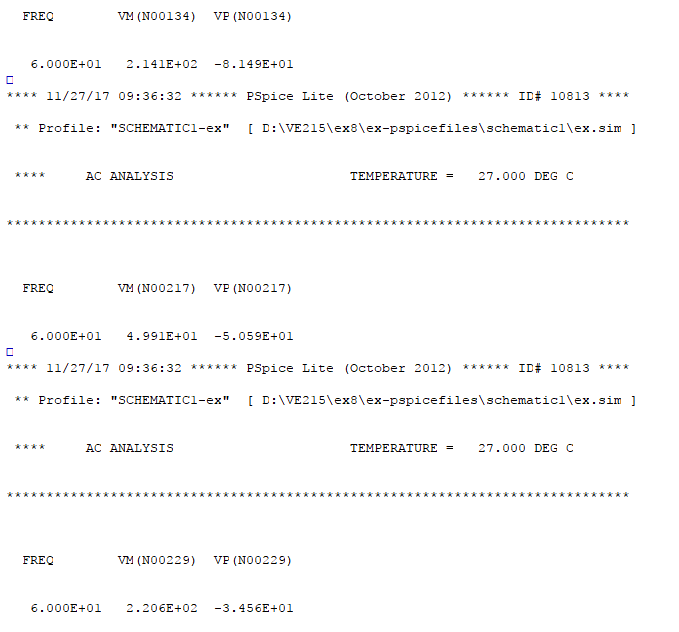 FREQ        VM(N00134)  VP(N00134)
6.000E+01   2.141E+02  -8.149E+01
**** 11/27/17 09:36:32 ****** PSpice Lite (October 2012) ****** ID# 10813 ****
** Profile: "SCHEMATIC1-ex"  [ D:\VE215\ex8\ex-pspicefiles\schematic1\ex.sim ]
****     AC ANALYSIS                      TEMPERATURE =   27.000 DEG C
******************************************************************************
FREQ        VM(N00217)  VP(N00217)
6.000E+01   4.991E+01  -5.059E+01
**** 11/27/17 09:36:32 ****** PSpice Lite (October 2012) ****** ID# 10813 ****
** Profile: "SCHEMATIC1-ex"  [ D:\VE215\ex8\ex-pspicefiles\schematic1\ex.sim ]
****     AC ANALYSIS                      TEMPERATURE =   27.000 DEG C
******************************************************************************
FREQ        VM(N00229)  VP(N00229)
6.000E+01   2.206E+02  -3.456E+01